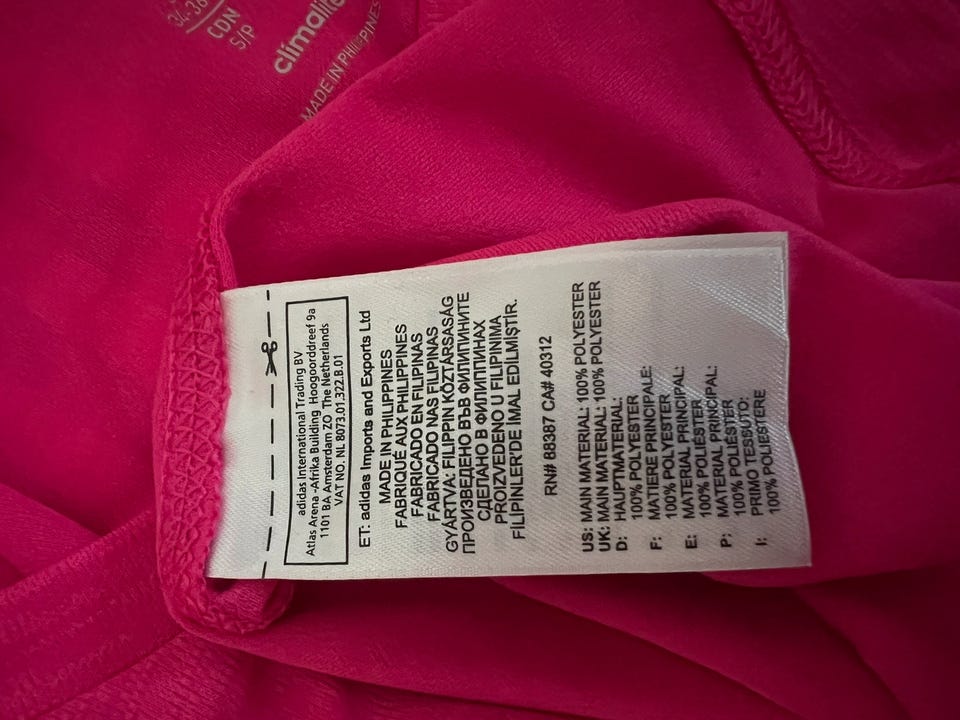 34-36
CDN
S/P
climalite
MADE IN PHILIPPINES
adidas International Trading BV
Atlas Arena -Afrika Building Hoogoorddreef 9a
1101 BA Amsterdam ZO The Netherlands
VAT NO. NL 8073.01.322.B.01
ET: adidas Imports and Exports Ltd
MADE IN PHILIPPINES
FABRIQUÉ AUX PHILIPPINES
FABRICADO EN FILIPINAS
FABRICADO NAS FILIPINAS
GYÁRTVA: FILIPPIN KÖZTÁRSASÁG
ПРОИЗВЕДЕНО ВЪВ ФИЛИПИНИТЕ
СДЕЛАНО В ФИЛИППИНАХ
PROIZVEDENO U FILIPINIMA
FİLİPİNLER'DE İMAL EDİLMİŞTİR.
RN# 88387 CA# 40312
US: MAIN MATERIAL: 100% POLYESTER
UK: MAIN MATERIAL: 100% POLYESTER
D: HAUPTMATERIAL:
100% POLYESTER
F: MATIERE PRINCIPALE:
100% POLYESTER
E: MATERIAL PRINCIPAL:
100% POLIÉSTER
P: MATERIAL PRINCIPAL:
100% POLIÉSTER
I: PRIMO TESSUTO:
100% POLIESTERE